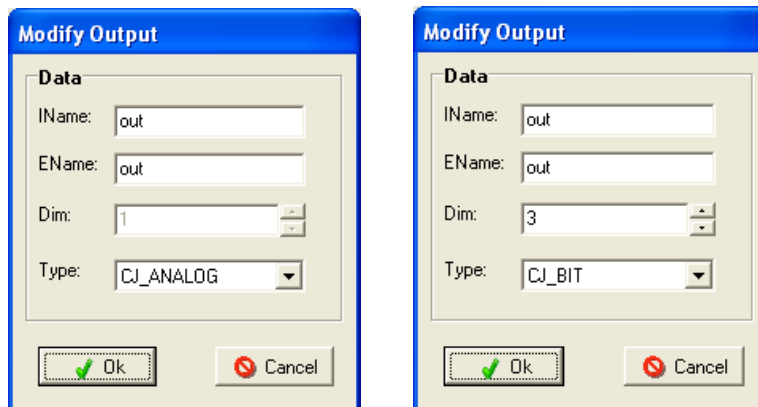 Modify Output
Data
IName: out
EName: out
Dim: 1
Type: CJ_ANALOG
Ok Cancel
Modify Output
Data
IName: out
EName: out
Dim: 3
Type: CJ_BIT
Ok Cancel